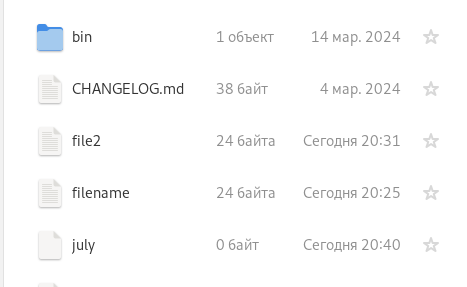 bin 1 объект 14 мар. 2024
CHANGELOG.md 38 байт 4 мар. 2024
file2 24 байта Сегодня 20:31
filename 24 байта Сегодня 20:25
july 0 байт Сегодня 20:40